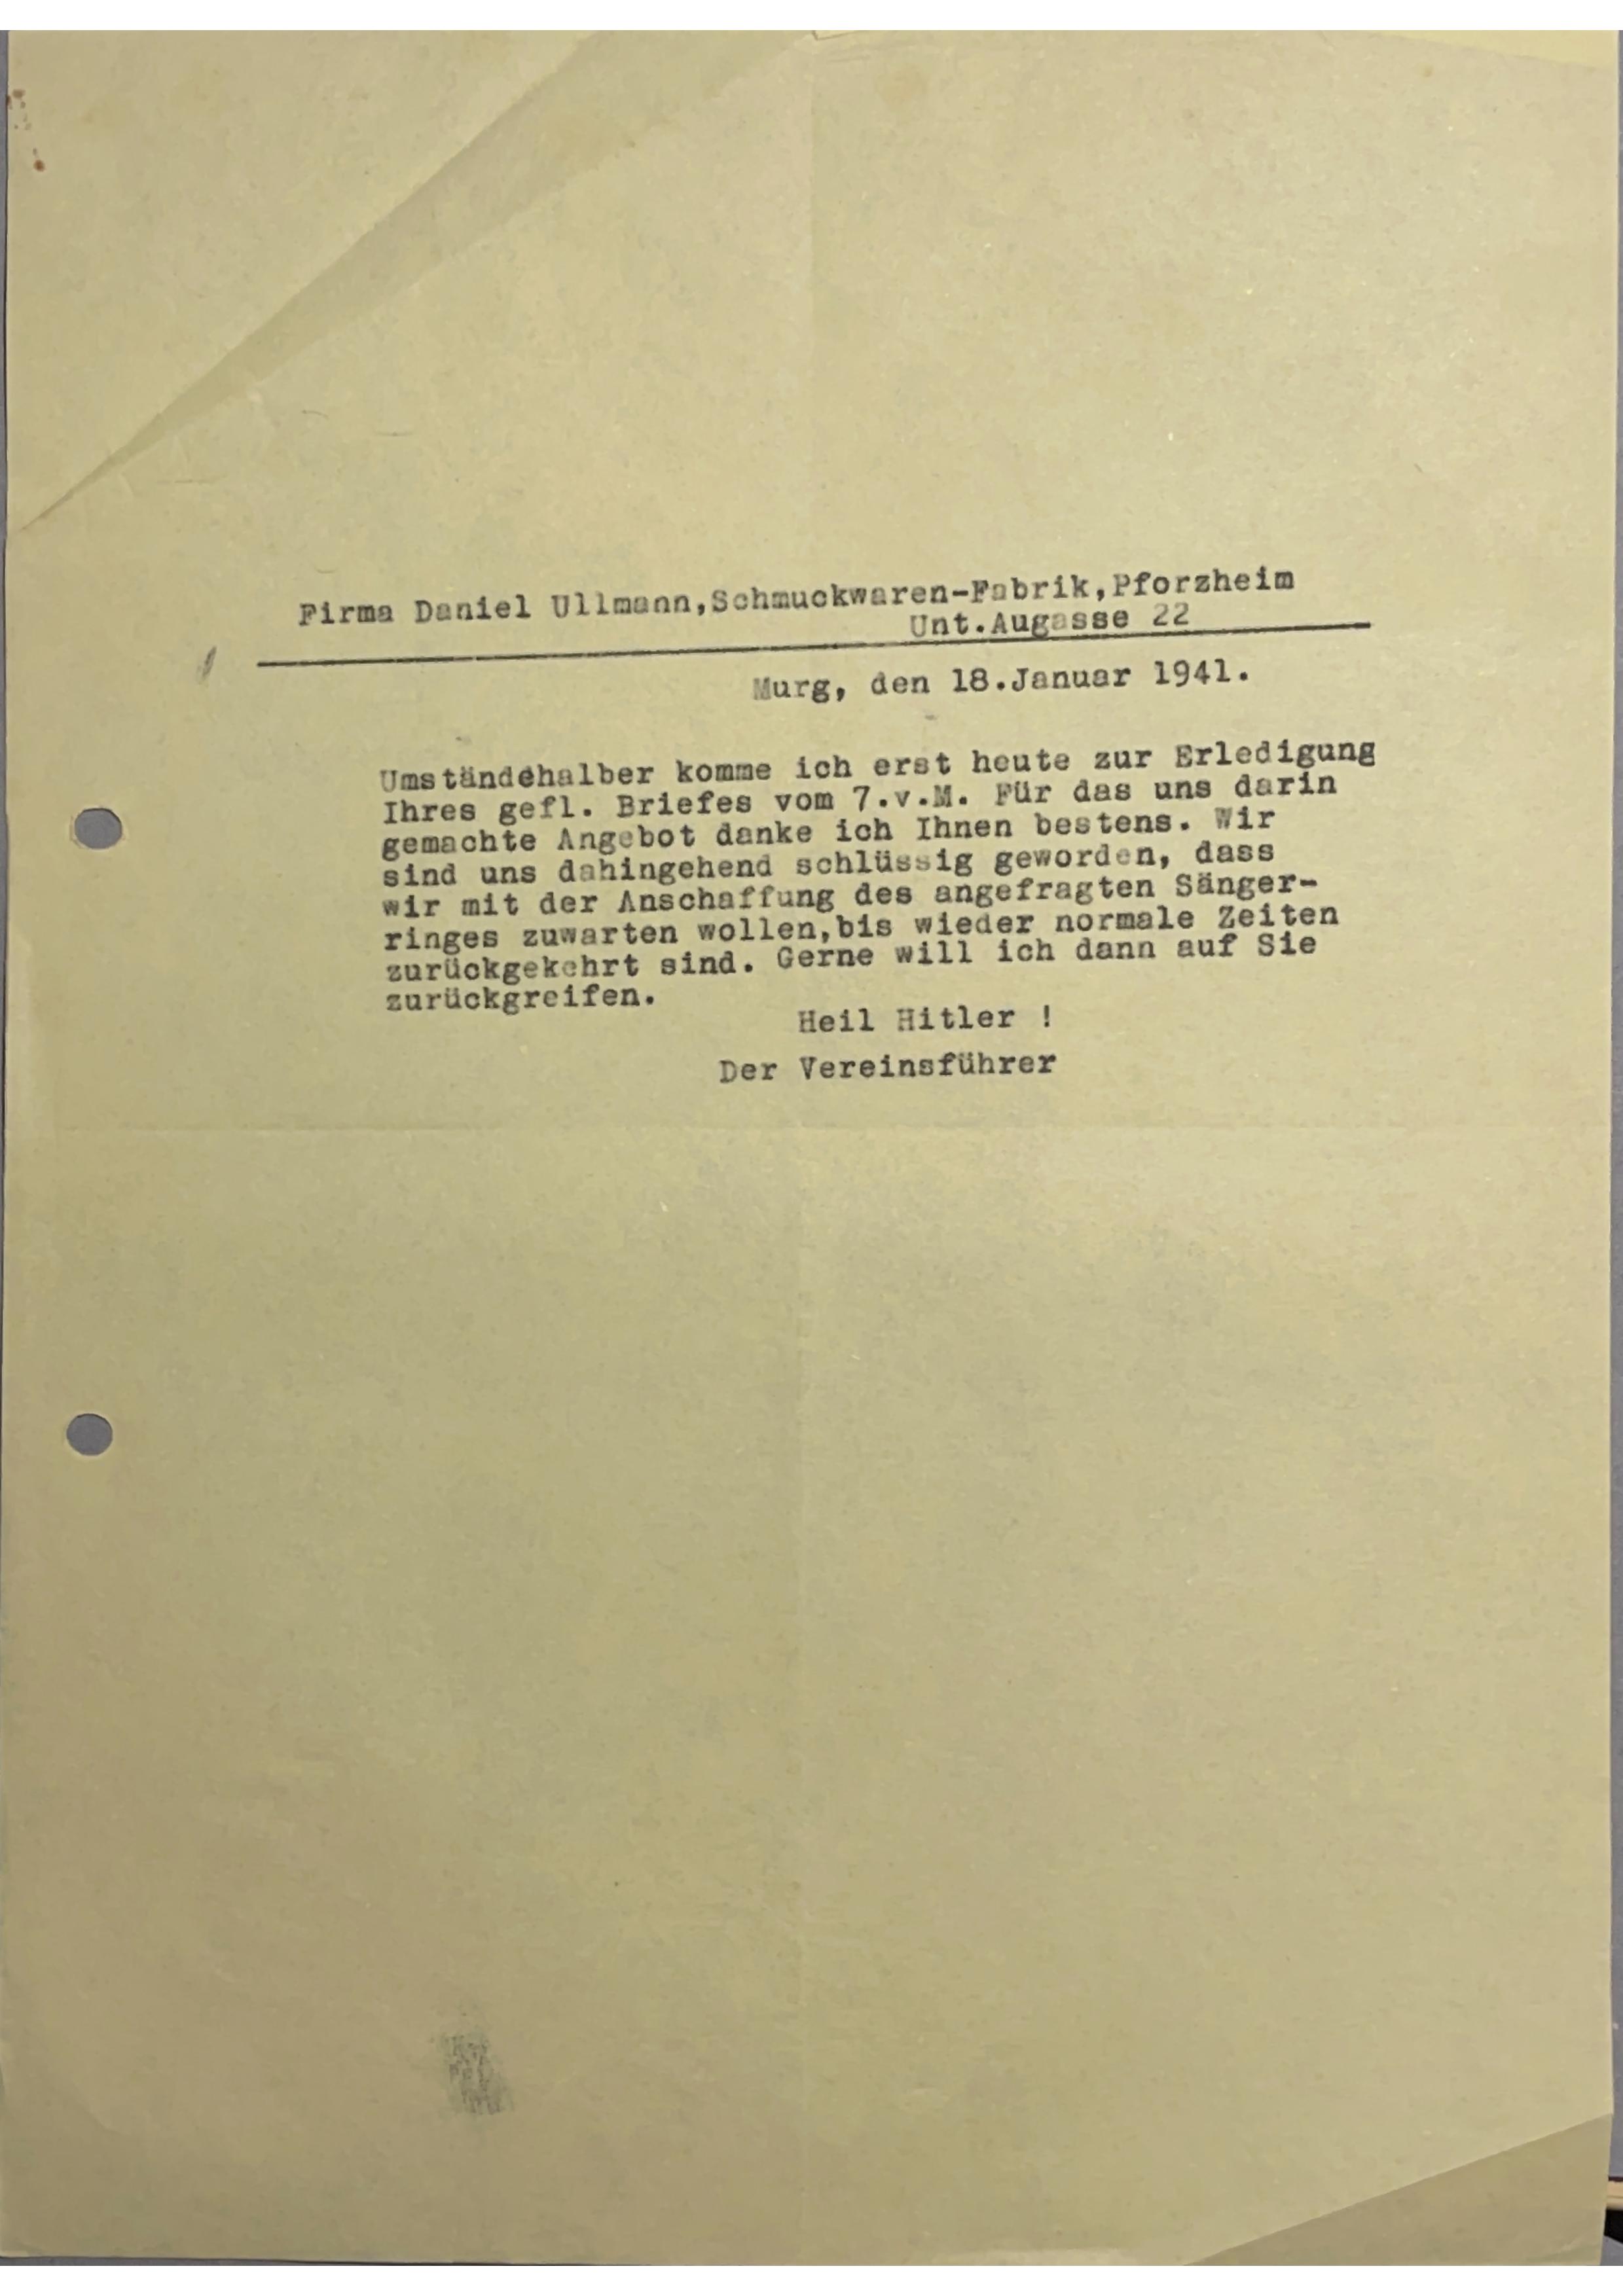 Firma Daniel Ullmann,Schmuckwaren-Fabrik,Pforzheim
Unt.Augasse 22
Murg, den 18.Januar 1941.
Umständehalber komme ich erst heute zur Erledigung
Ihres gefl. Briefes vom 7.v.M. Für das uns darin
gemachte Angebot danke ich Ihnen bestens. Wir
sind uns dahingehend schlüssig geworden, dass
wir mit der Anschaffung des angefragten Sänger-
ringes zuwarten wollen,bis wieder normale Zeiten
zurückgekehrt sind. Gerne will ich dann auf Sie
zurückgreifen.
Heil Hitler !
Der Vereinsführer